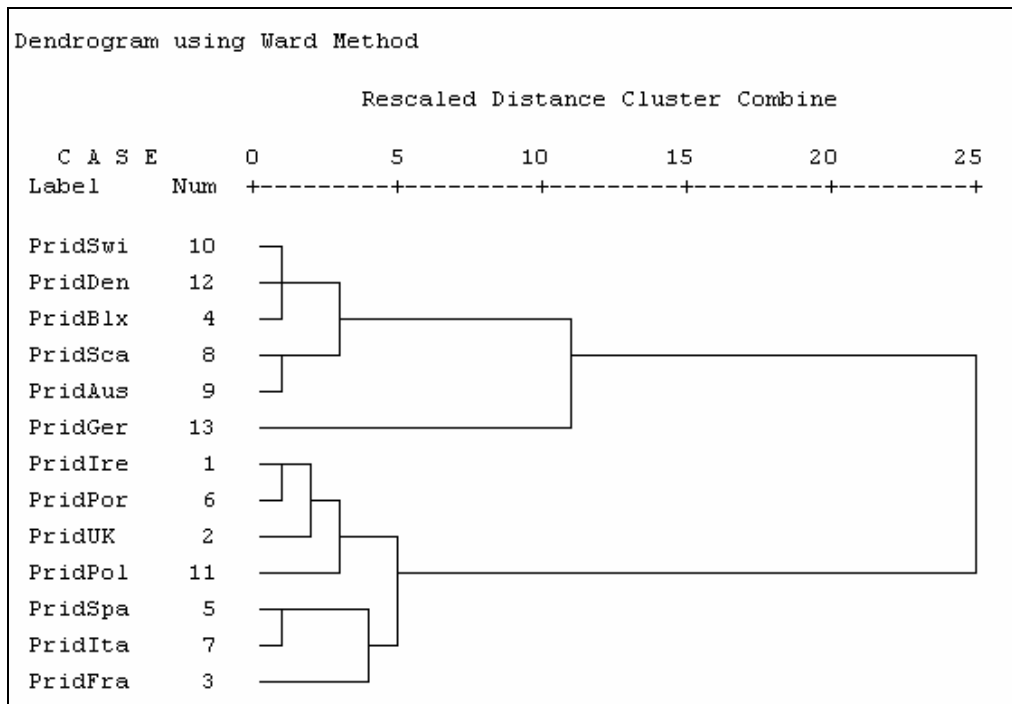 Dendrogram using Ward Method
Rescaled Distance Cluster Combine
C A S E 0 5 10 15 20 25
Label Num +---------+---------+---------+---------+---------+
PridSwi 10
PridDen 12
PridBlx 4
PridSca 8
PridAus 9
PridGer 13
PridIre 1
PridPor 6
PridUK 2
PridPol 11
PridSpa 5
PridIta 7
PridFra 3